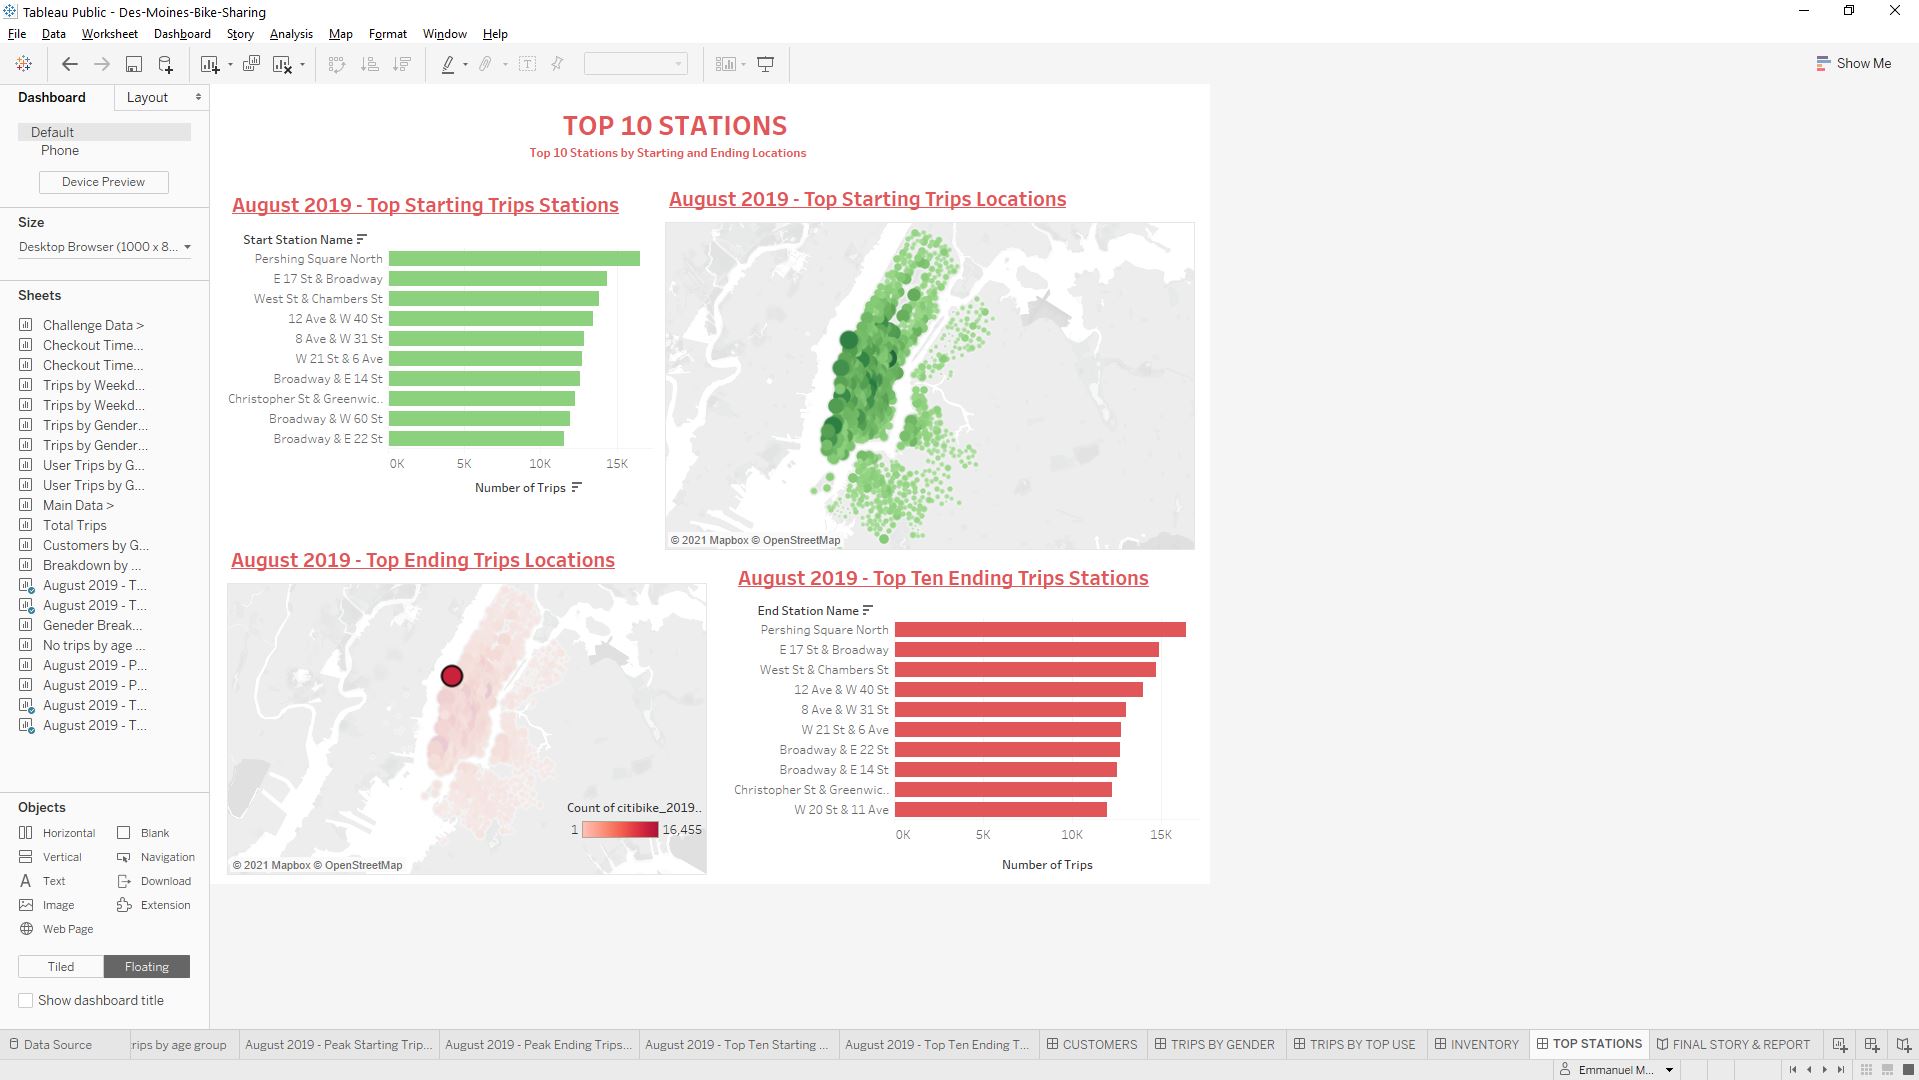 Tableau Public - Des-Moines-Bike-Sharing
File Data Worksheet Dashboard Story Analysis Map Format Window Help
Show Me
Dashboard Layout
Default
Phone
Device Preview
Size
Desktop Browser (1000 x 8...
Sheets
Challenge Data >
Checkout Time...
Checkout Time...
Trips by Weekd...
Trips by Weekd...
Trips by Gender...
Trips by Gender...
User Trips by G...
User Trips by G...
Main Data >
Total Trips
Customers by G...
Breakdown by ...
August 2019 - T...
August 2019 - T...
Geneder Break...
No trips by age ...
August 2019 - P...
August 2019 - P...
August 2019 - T...
August 2019 - T...
Objects
Horizontal Blank
Vertical Navigation
Text Download
Image Extension
Web Page
Tiled Floating
Show dashboard title
TOP 10 STATIONS
Top 10 Stations by Starting and Ending Locations
August 2019 - Top Starting Trips Stations
Start Station Name
Pershing Square North
E 17 St & Broadway
West St & Chambers St
12 Ave & W 40 St
8 Ave & W 31 St
W 21 St & 6 Ave
Broadway & E 14 St
Christopher St & Greenwic..
Broadway & W 60 St
Broadway & E 22 St
0K 5K 10K 15K
Number of Trips
August 2019 - Top Starting Trips Locations
© 2021 Mapbox © OpenStreetMap
August 2019 - Top Ending Trips Locations
Count of citibike_2019..
1 16,455
© 2021 Mapbox © OpenStreetMap
August 2019 - Top Ten Ending Trips Stations
End Station Name
Pershing Square North
E 17 St & Broadway
West St & Chambers St
12 Ave & W 40 St
8 Ave & W 31 St
W 21 St & 6 Ave
Broadway & E 22 St
Broadway & E 14 St
Christopher St & Greenwic..
W 20 St & 11 Ave
0K 5K 10K 15K
Number of Trips
Data Source rips by age group August 2019 - Peak Starting Trip... August 2019 - Peak Ending Trips... August 2019 - Top Ten Starting ... August 2019 - Top Ten Ending T... CUSTOMERS TRIPS BY GENDER TRIPS BY TOP USE INVENTORY TOP STATIONS FINAL STORY & REPORT
Emmanuel M...